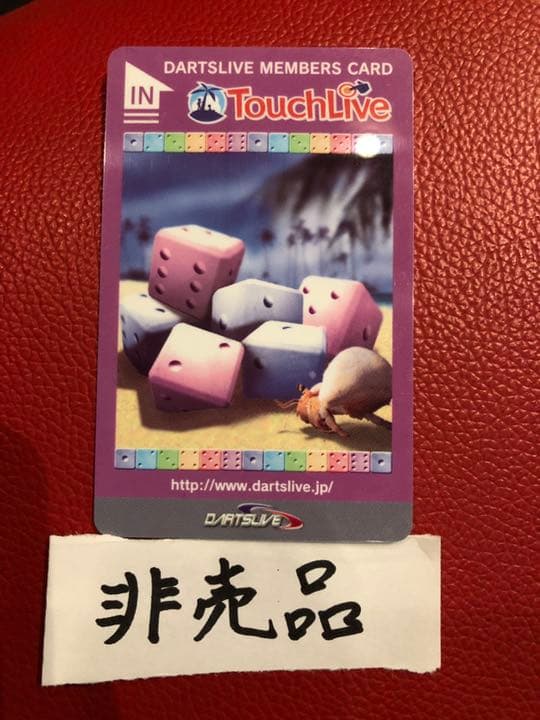 DARTSLIVE MEMBERS CARD
IN
TouchLive
http://www.dartslive.jp/
DARTSLIVE
非売品